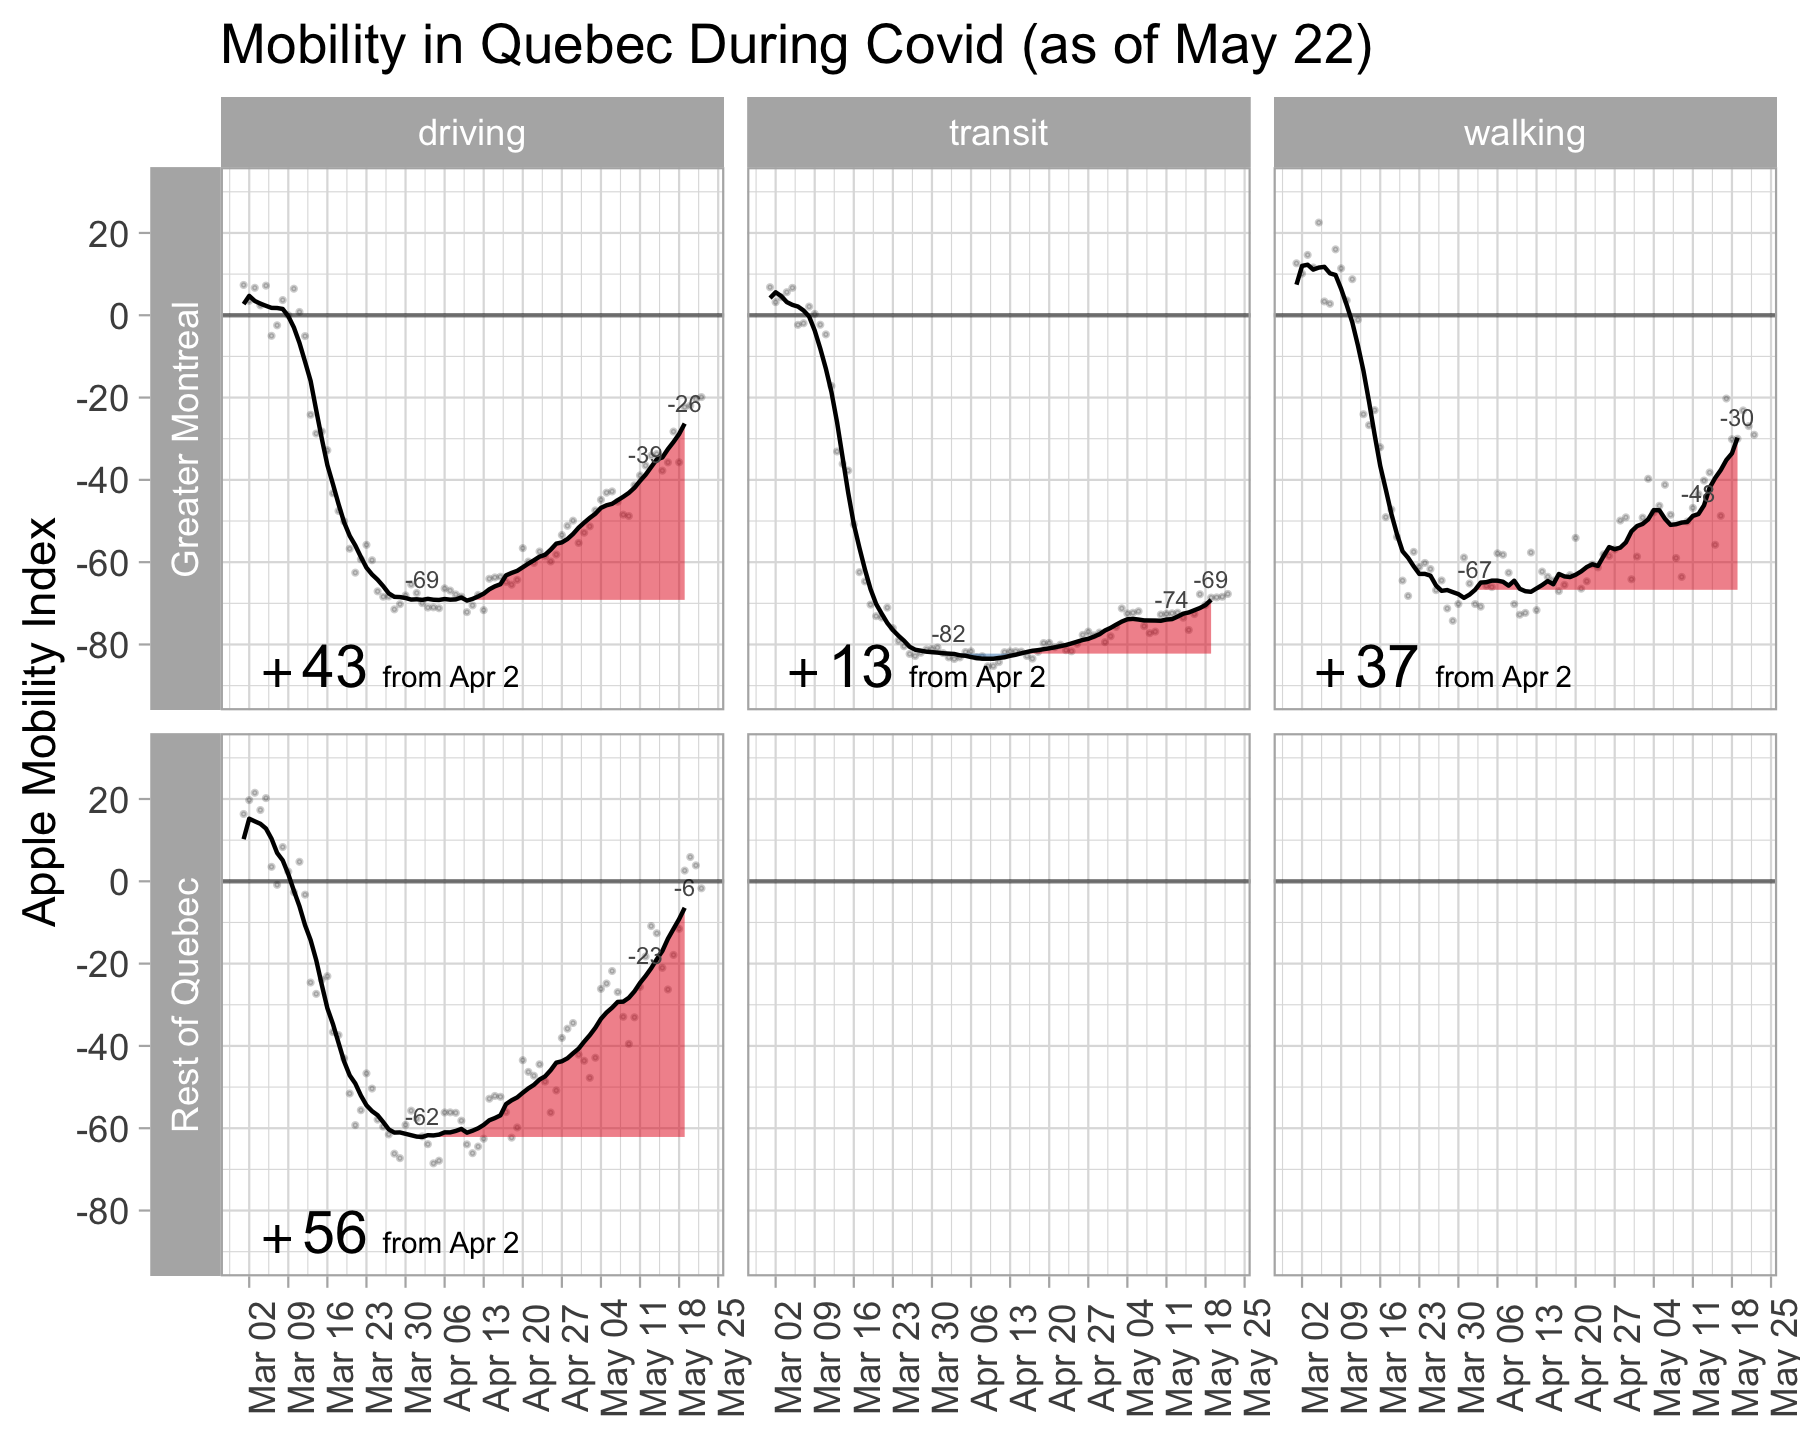 Mobility in Quebec During Covid (as of May 22)
driving
transit
walking
Apple Mobility Index
Greater Montreal
20
0
-20
-40
-60
-80
-69
-39
-26
+43 from Apr 2
-82
-74
-69
+13 from Apr 2
-67
-48
-30
+37 from Apr 2
Rest of Quebec
20
0
-20
-40
-60
-80
-62
-23
-6
+56 from Apr 2
Mar 02
Mar 09
Mar 16
Mar 23
Mar 30
Apr 06
Apr 13
Apr 20
Apr 27
May 04
May 11
May 18
May 25
Mar 02
Mar 09
Mar 16
Mar 23
Mar 30
Apr 06
Apr 13
Apr 20
Apr 27
May 04
May 11
May 18
May 25
Mar 02
Mar 09
Mar 16
Mar 23
Mar 30
Apr 06
Apr 13
Apr 20
Apr 27
May 04
May 11
May 18
May 25